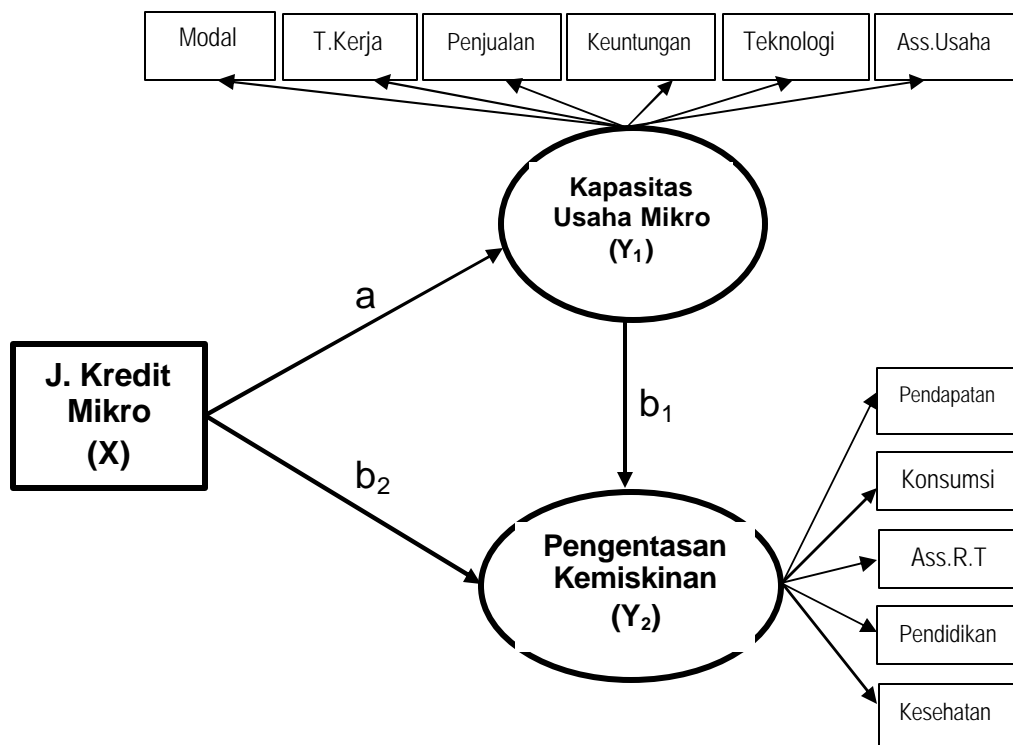 Modal
T.Kerja
Penjualan
Keuntungan
Teknologi
Ass.Usaha
Kapasitas
Usaha Mikro
(Y₁)
a
J. Kredit
Mikro
(X)
b₁
b₂
Pengentasan
Kemiskinan
(Y₂)
Pendapatan
Konsumsi
Ass.R.T
Pendidikan
Kesehatan